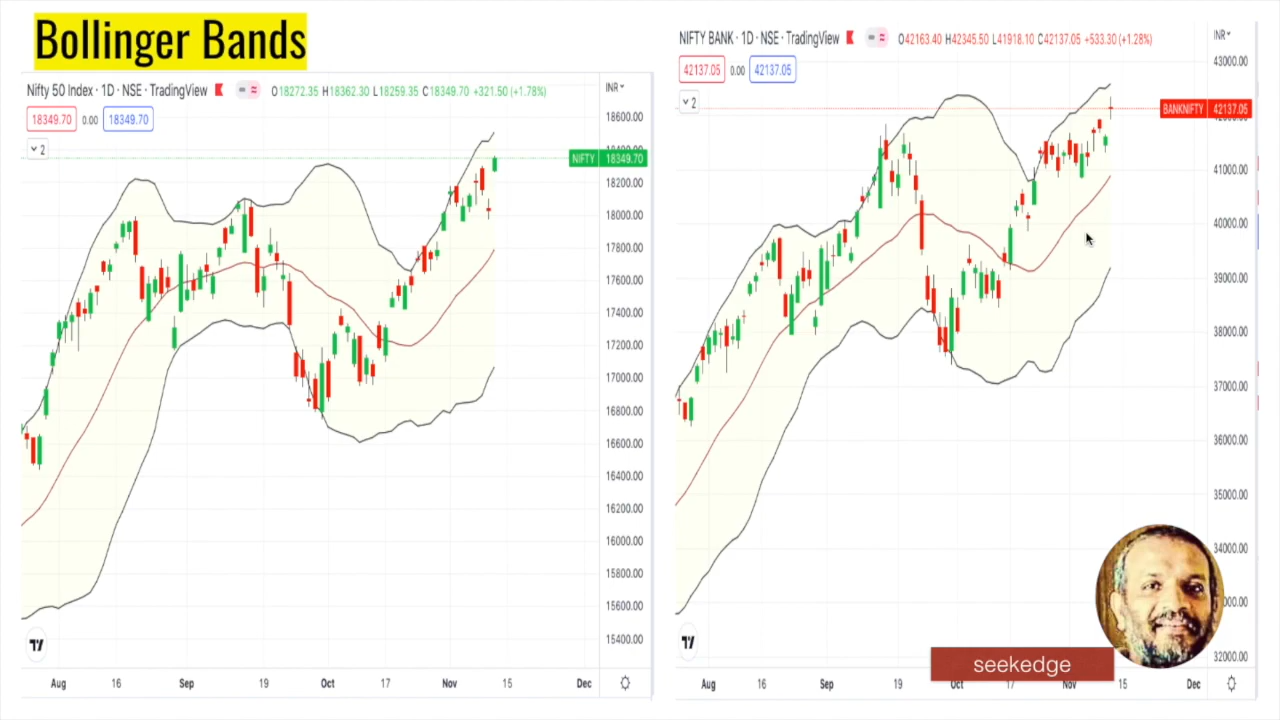 Bollinger Bands
Nifty 50 Index · 1D · NSE · TradingView
O18272.35 H18362.30 L18259.35 C18349.70 +321.50 (+1.78%)
INR
18349.70 0.00 18349.70
2
18600.00
NIFTY 18349.70
18200.00
18000.00
17800.00
17600.00
17400.00
17200.00
17000.00
16800.00
16600.00
16400.00
16200.00
16000.00
15800.00
15600.00
15400.00
Aug 16 Sep 19 Oct 17 Nov 15 Dec
NIFTY BANK · 1D · NSE · TradingView
O42163.40 H42345.50 L41918.10 C42137.05 +533.30 (+1.28%)
INR
42137.05 0.00 42137.05
2
43000.00
BANKNIFTY 42137.05
41000.00
40000.00
39000.00
38000.00
37000.00
36000.00
35000.00
34000.00
32000.00
seekedge
Aug 16 Sep 19 Oct 17 Nov 15 Dec